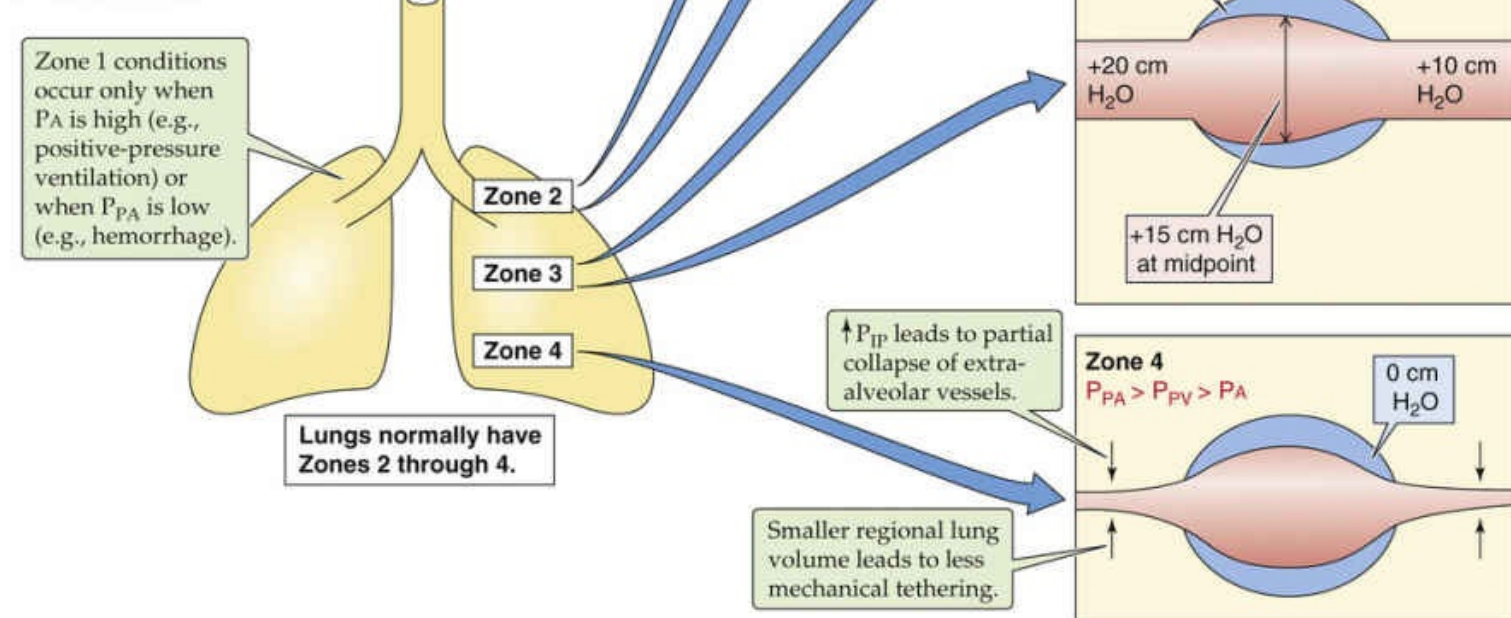 Zone 1 conditions
occur only when
PA is high (e.g.,
positive-pressure
ventilation) or
when PPA is low
(e.g., hemorrhage).
Zone 2
Zone 3
Zone 4
Lungs normally have
Zones 2 through 4.
+20 cm
H2O
+10 cm
H2O
+15 cm H2O
at midpoint
↑PIP leads to partial
collapse of extra-
alveolar vessels.
Zone 4
PPA > PPV > PA
0 cm
H2O
Smaller regional lung
volume leads to less
mechanical tethering.